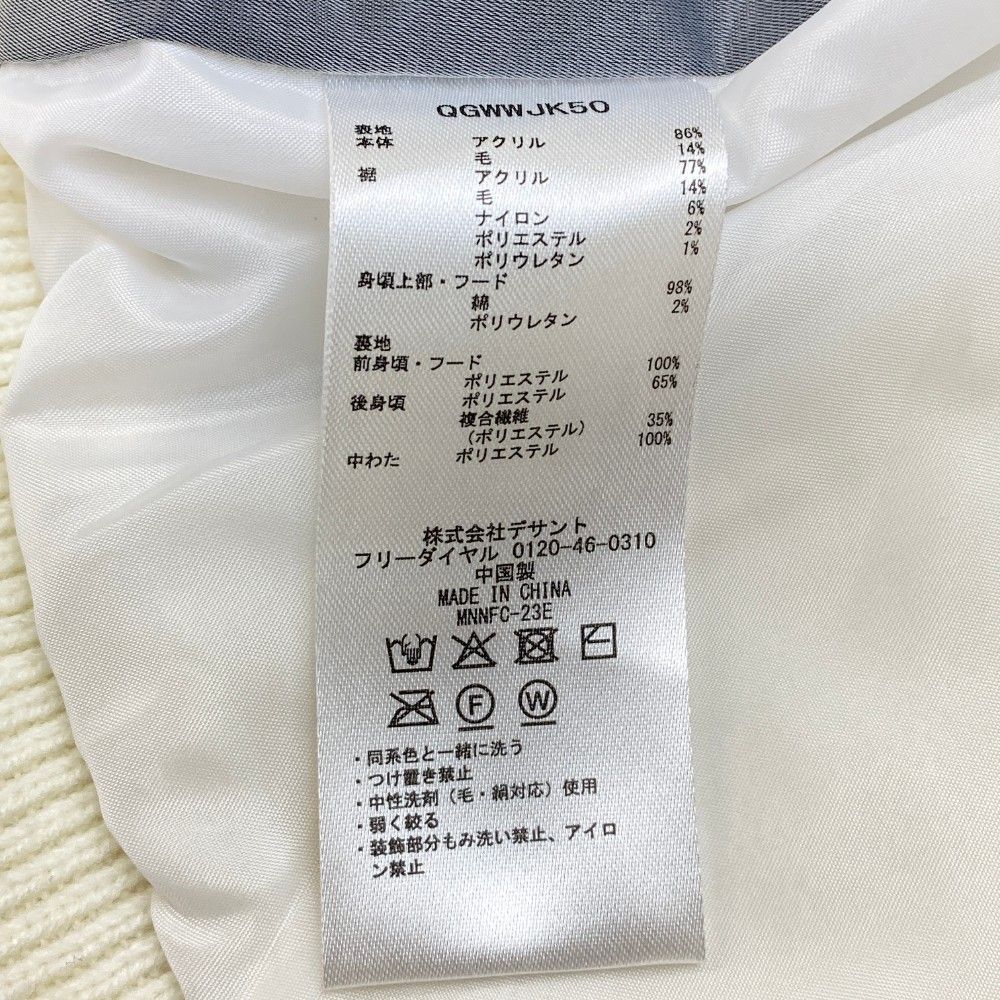 QGWWJK50
表地
本体 アクリル 86%
毛 14%
裾 アクリル 77%
毛 14%
ナイロン 6%
ポリエステル 2%
ポリウレタン 1%
身頃上部・フード
綿 98%
ポリウレタン 2%
裏地
前身頃・フード
ポリエステル 100%
後身頃 ポリエステル 65%
複合繊維
(ポリエステル) 35%
中わた ポリエステル 100%
株式会社デサント
フリーダイヤル 0120-46-0310
中国製
MADE IN CHINA
MNNFC-23E
F W
・同系色と一緒に洗う
・つけ置き禁止
・中性洗剤(毛・絹対応)使用
・弱く絞る
・装飾部分もみ洗い禁止、アイロ
ン禁止